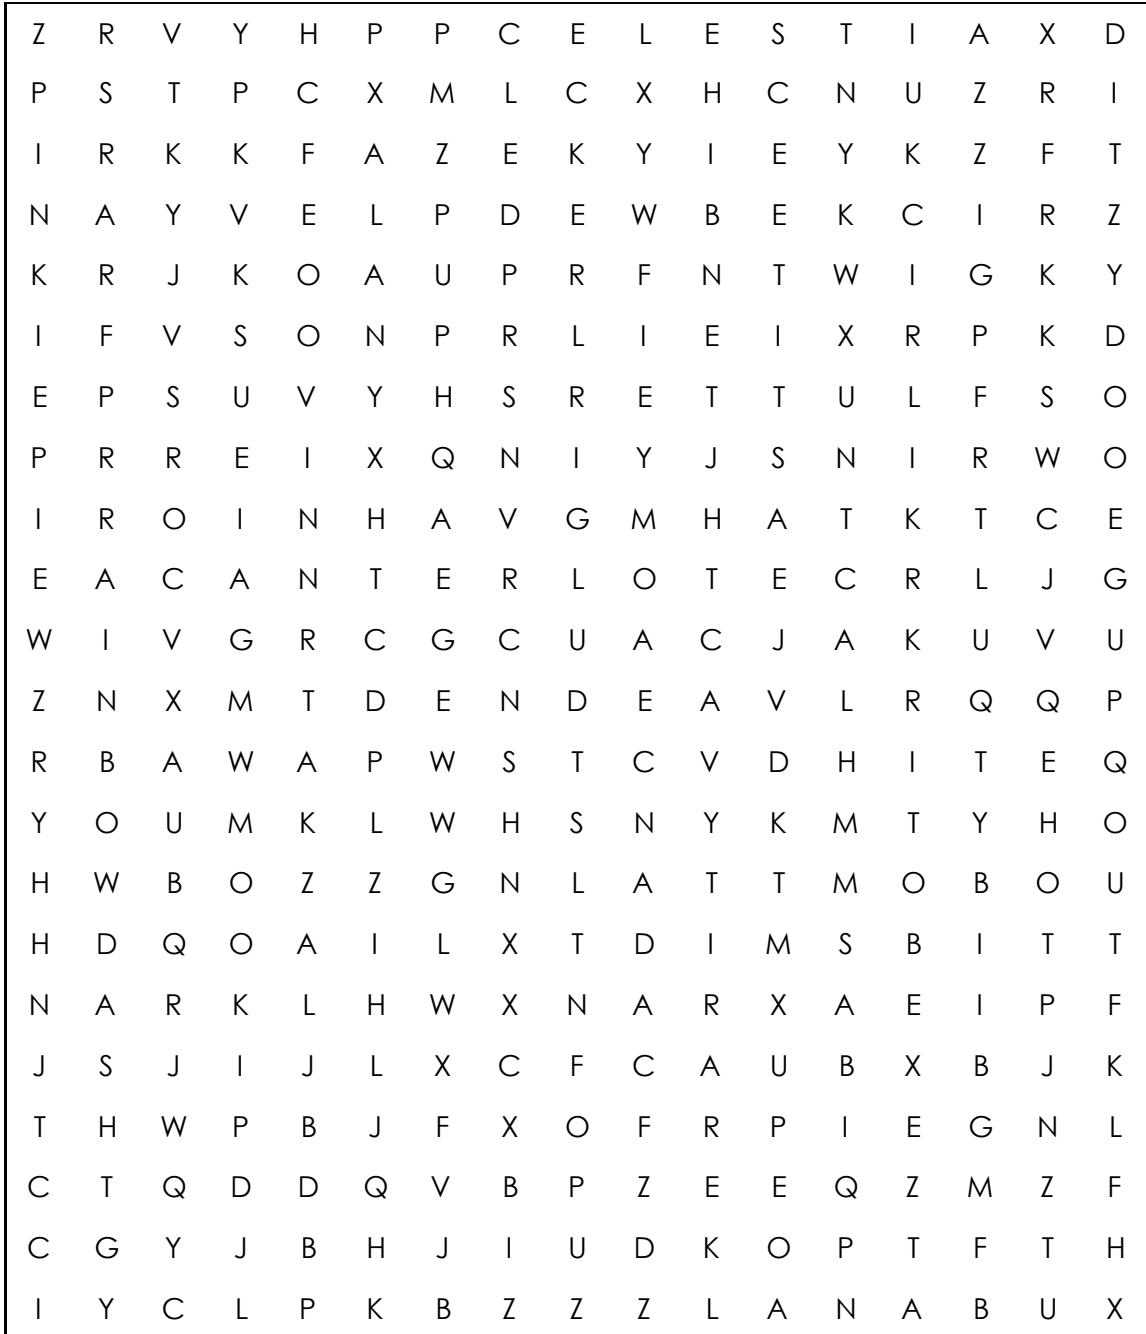 Z R V Y H P P C E L E S T I A X D
P S T P C X M L C X H C N U Z R I
I R K K F A Z E K Y I E Y K Z F T
N A Y V E L P D E W B E K C I R Z
K R J K O A U P R F N T W I G K Y
I F V S O N P R L I E I X R P K D
E P S U V Y H S R E T T U L F S O
P R R E I X Q N I Y J S N I R W O
I R O I N H A V G M H A T K T C E
E A C A N T E R L O T E C R L J G
W I V G R C G C U A C J A K U V U
Z N X M T D E N D E A V L R Q Q P
R B A W A P W S T C V D H I T E Q
Y O U M K L W H S N Y K M T Y H O
H W B O Z Z G N L A T T M O B O U
H D Q O A I L X T D I M S B I T T
N A R K L H W X N A R X A E I P F
J S J I J L X C F C A U B X B J K
T H W P B J F X O F R P I E G N L
C T Q D D Q V B P Z E E Q Z M Z F
C G Y J B H J I U D K O P T F T H
I Y C L P K B Z Z Z L A N A B U X